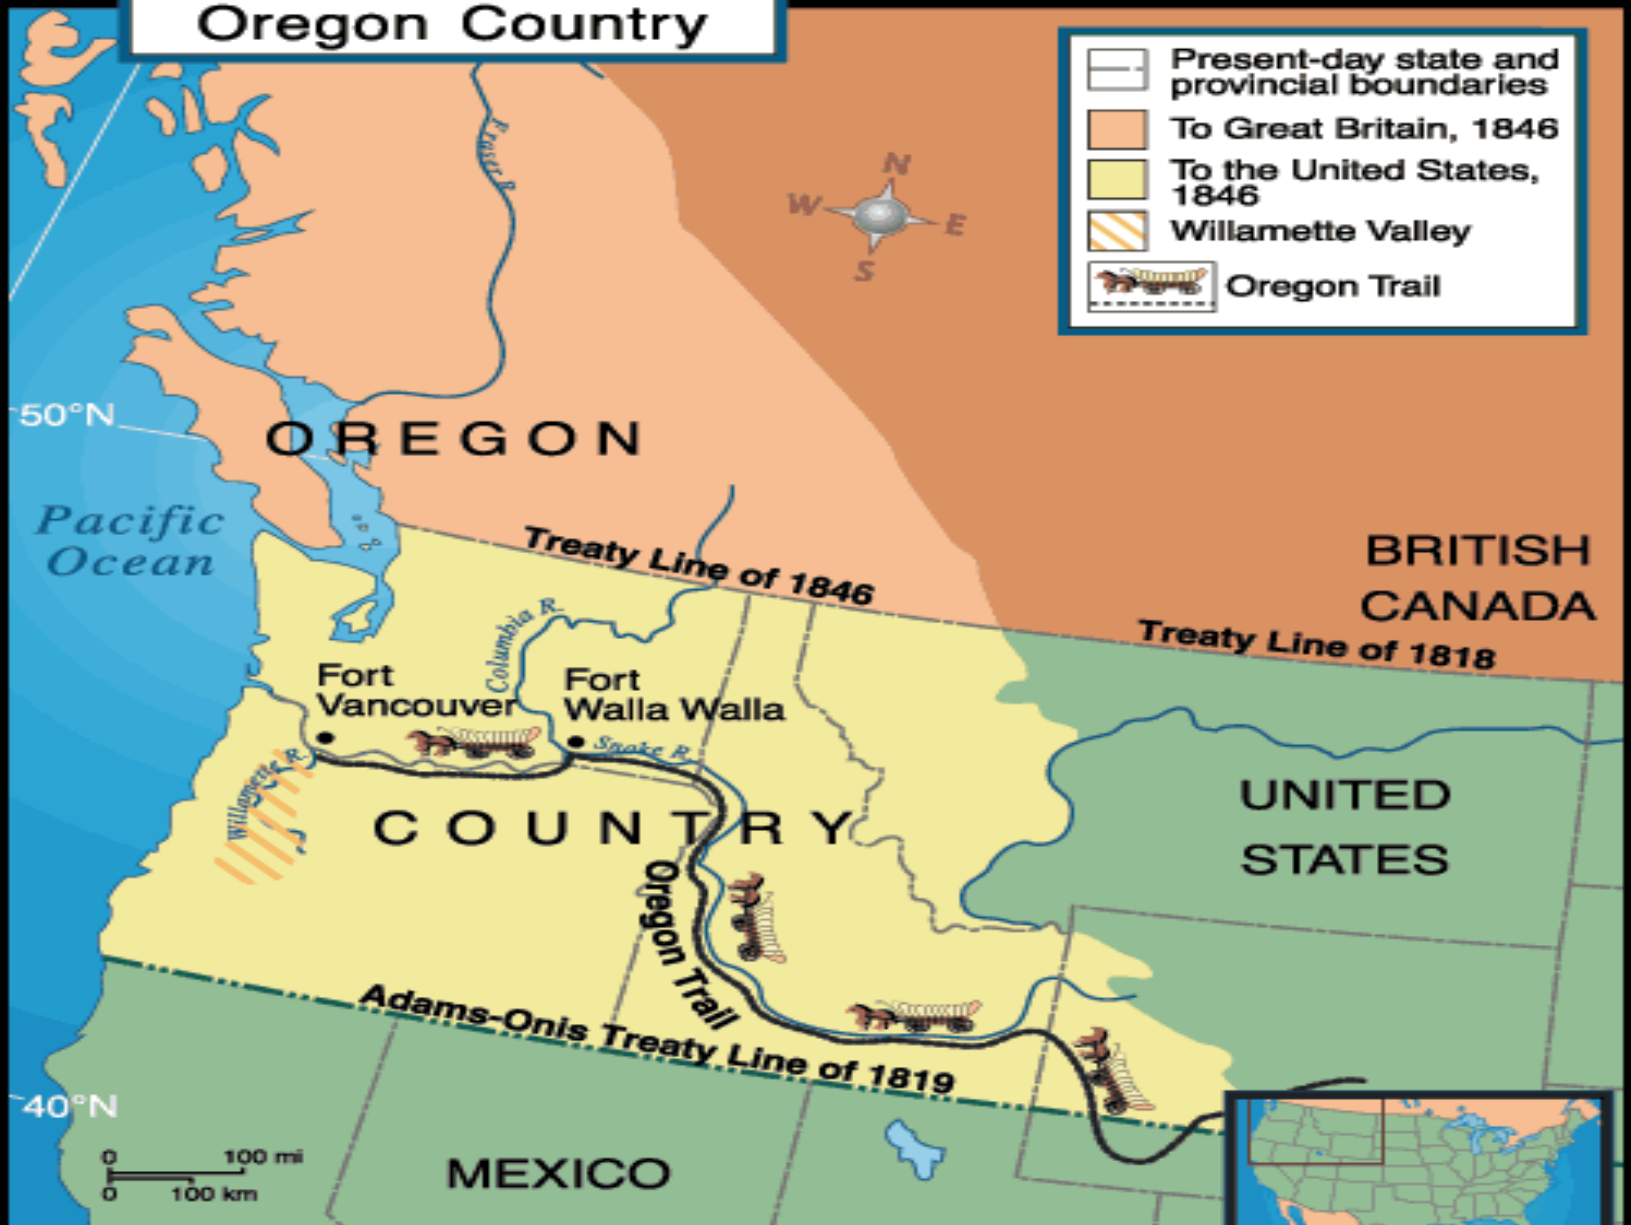 Oregon Country
Present-day state and
provincial boundaries
To Great Britain, 1846
To the United States,
1846
Willamette Valley
Oregon Trail
N
W
E
S
Fraser R.
50°N
OREGON
Pacific
Ocean
Treaty Line of 1846
BRITISH
CANADA
Treaty Line of 1818
Columbia R.
Fort
Vancouver
Fort
Walla Walla
Snake R.
Willamette R.
COUNTRY
UNITED
STATES
Oregon Trail
Adams-Onis Treaty Line of 1819
40°N
0 100 mi
0 100 km
MEXICO